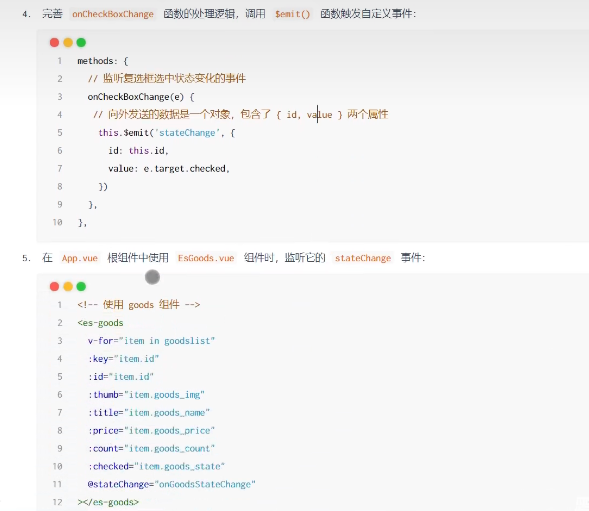 4. 完善 onCheckBoxChange 函数的处理逻辑，调用 $emit() 函数触发自定义事件：
1 methods: {
2 // 监听复选框选中状态变化的事件
3 onCheckBoxChange(e) {
4 // 向外发送的数据是一个对象，包含了 { id, value } 两个属性
5 this.$emit('stateChange', {
6 id: this.id,
7 value: e.target.checked,
8 })
9 },
10 },
5. 在 App.vue 根组件中使用 EsGoods.vue 组件时，监听它的 stateChange 事件：
1 <!-- 使用 goods 组件 -->
2 <es-goods
3 v-for="item in goodslist"
4 :key="item.id"
5 :id="item.id"
6 :thumb="item.goods_img"
7 :title="item.goods_name"
8 :price="item.goods_price"
9 :count="item.goods_count"
10 :checked="item.goods_state"
11 @stateChange="onGoodsStateChange"
12 ></es-goods>